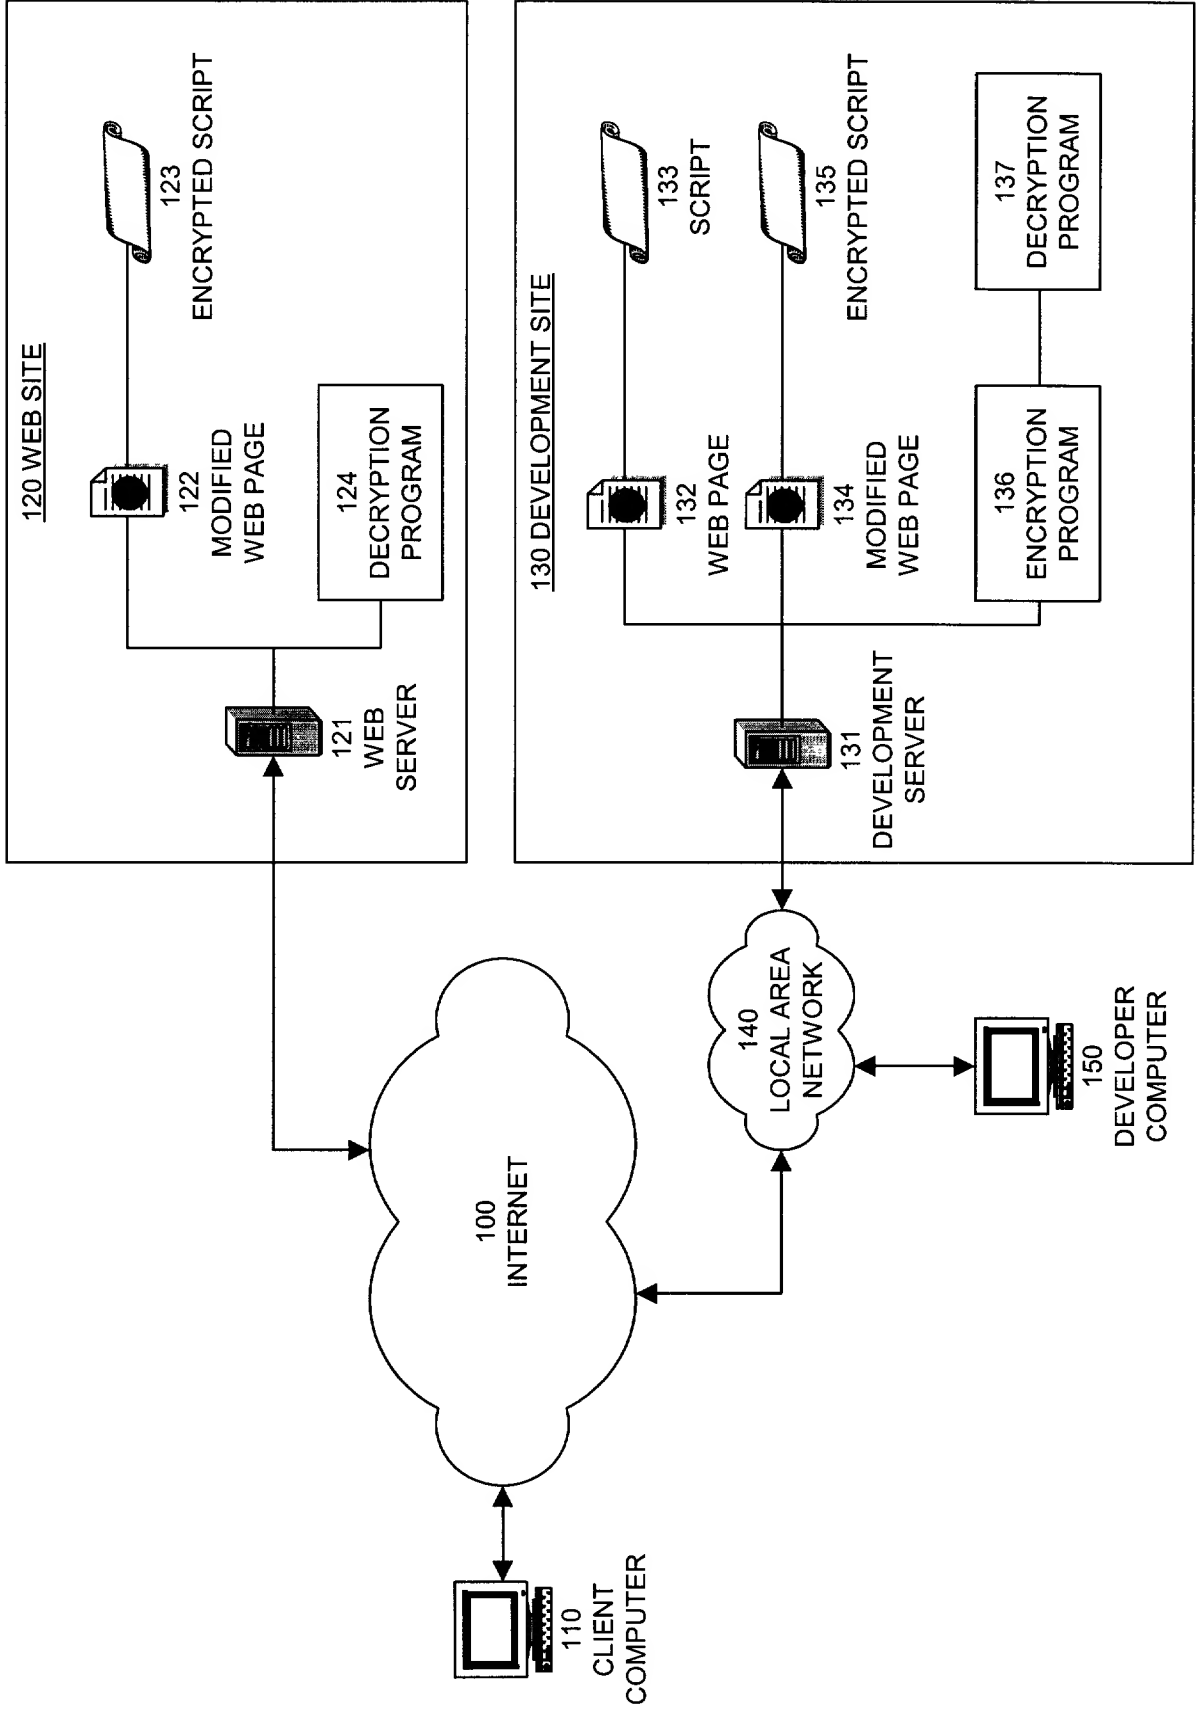 120 WEB SITE
123
ENCRYPTED SCRIPT
122
MODIFIED
WEB PAGE
124
DECRYPTION
PROGRAM
121
WEB
SERVER
130 DEVELOPMENT SITE
133
SCRIPT
132
WEB PAGE
135
ENCRYPTED SCRIPT
134
MODIFIED
WEB PAGE
137
DECRYPTION
PROGRAM
136
ENCRYPTION
PROGRAM
131
DEVELOPMENT
SERVER
100
INTERNET
140
LOCAL AREA
NETWORK
150
DEVELOPER
COMPUTER
110
CLIENT
COMPUTER